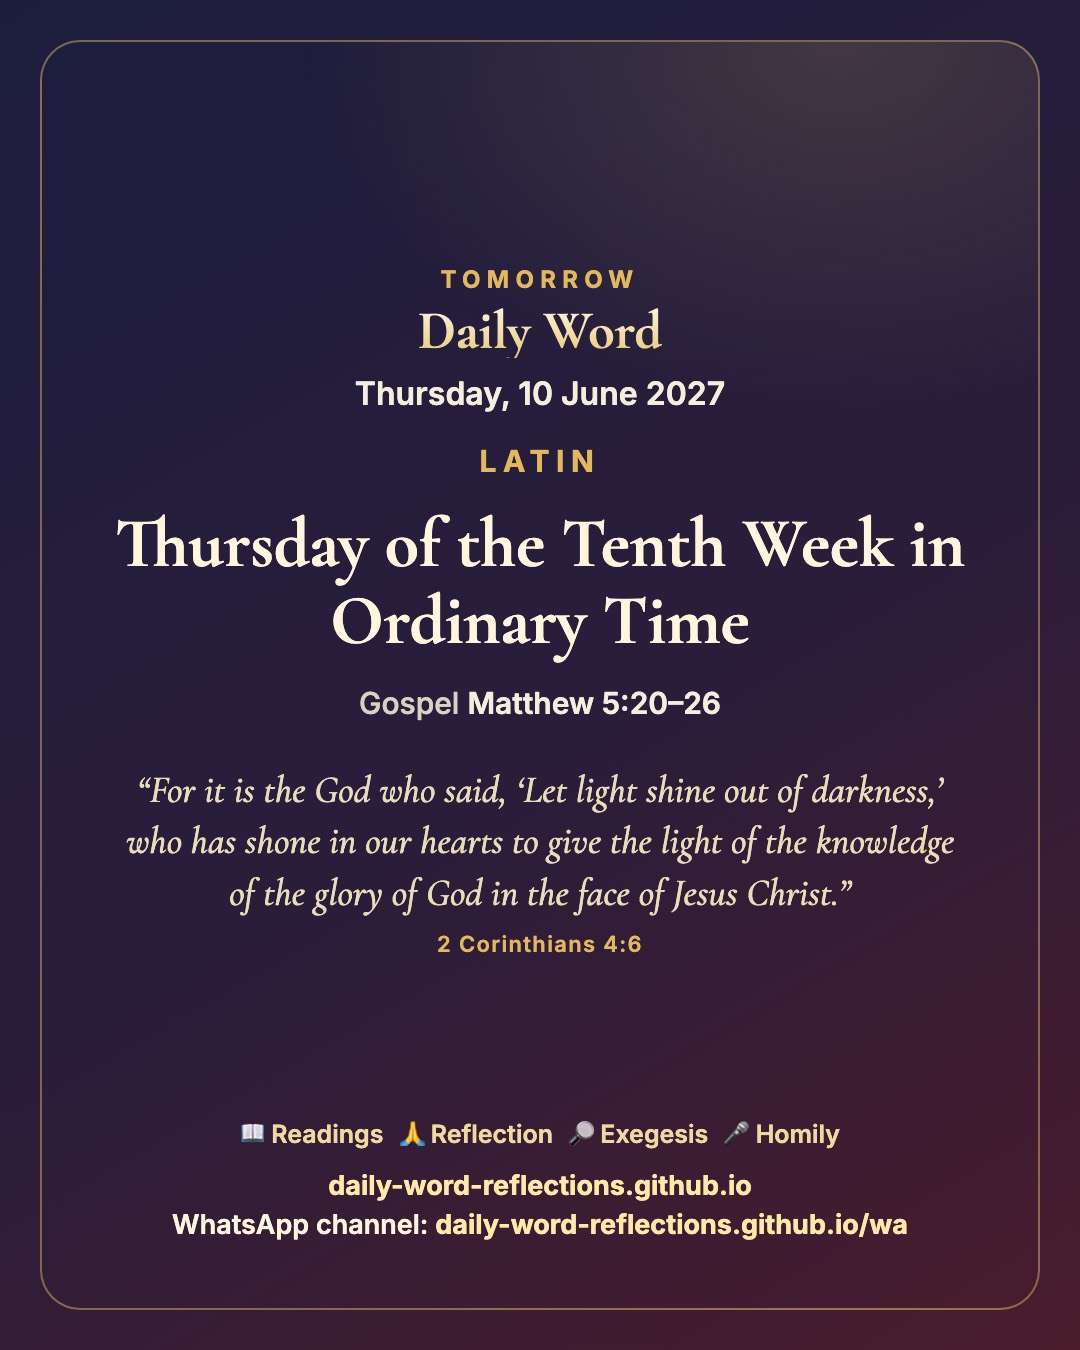 TOMORROW
Daily Word
Thursday, 10 June 2027
LATIN
Thursday of the Tenth Week in
Ordinary Time
Gospel Matthew 5:20–26
“For it is the God who said, ‘Let light shine out of darkness,’
who has shone in our hearts to give the light of the knowledge
of the glory of God in the face of Jesus Christ.”
2 Corinthians 4:6
📖 Readings 🙏 Reflection 🔎 Exegesis 🎤 Homily
daily-word-reflections.github.io
WhatsApp channel: daily-word-reflections.github.io/wa